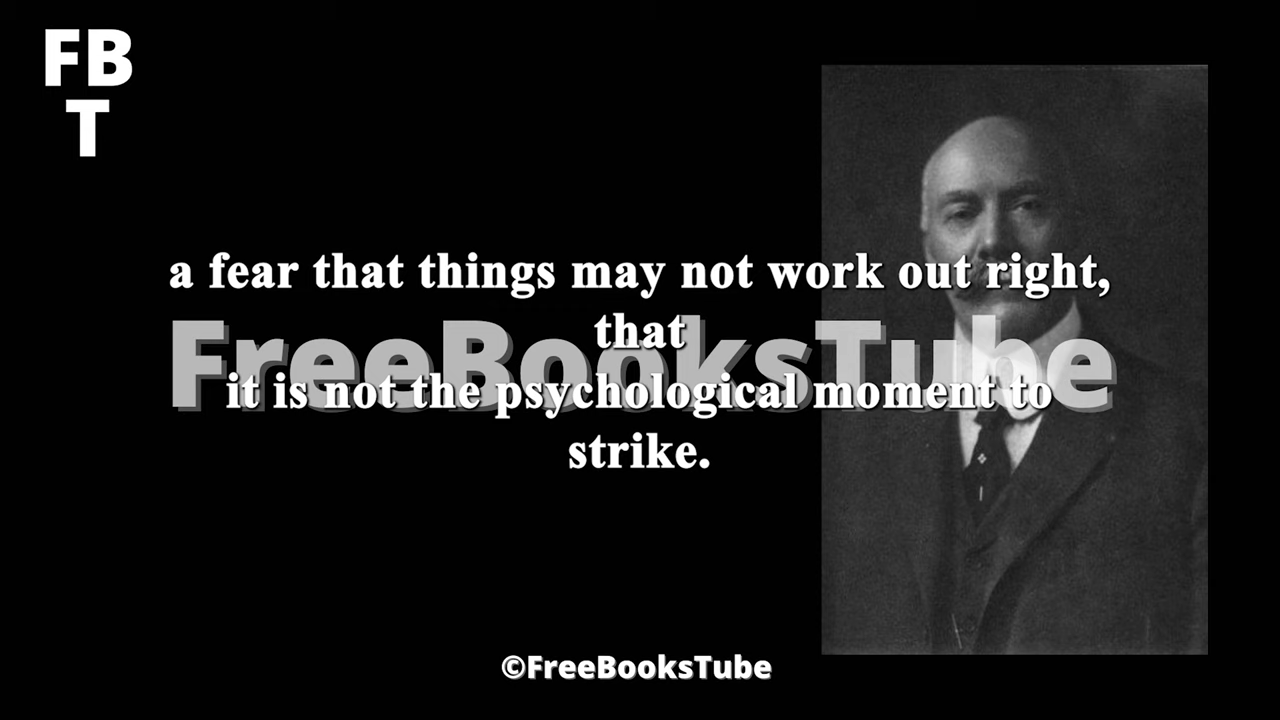 FB
T
a fear that things may not work out right,
that
FreeBooksTube
it is not the psychological moment to
strike.
©FreeBooksTube